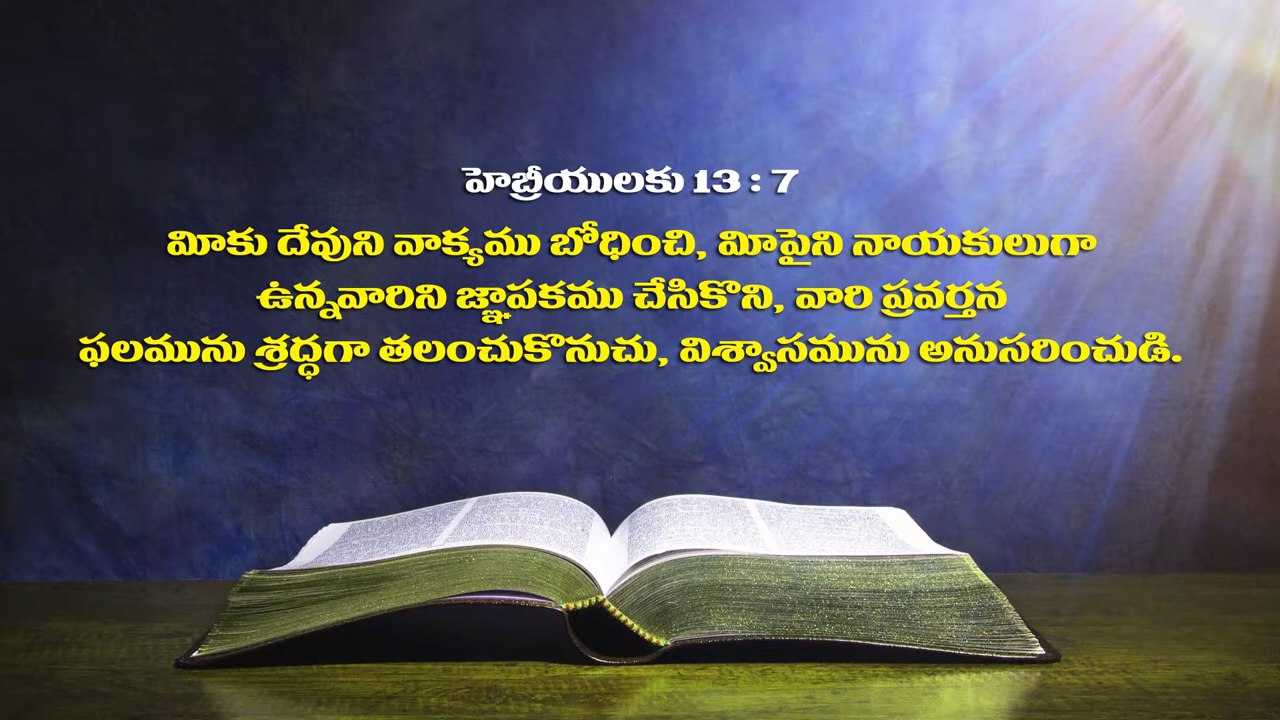 హెబ్రీయులకు 13 : 7
మీకు దేవుని వాక్యము బోధించి, మీపైని నాయకులుగా
ఉన్నవారిని జ్ఞాపకము చేసికొని, వారి ప్రవర్తన
ఫలమును శ్రద్ధగా తలంచుకొనుచు, విశ్వాసమును అనుసరించుడి.